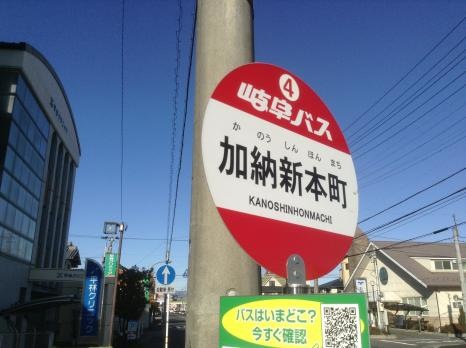 4
岐阜バス
か のう しん ほん まち
加納新本町
KANOSHINHONMACHI
バスはいまどこ?
今すぐ確認